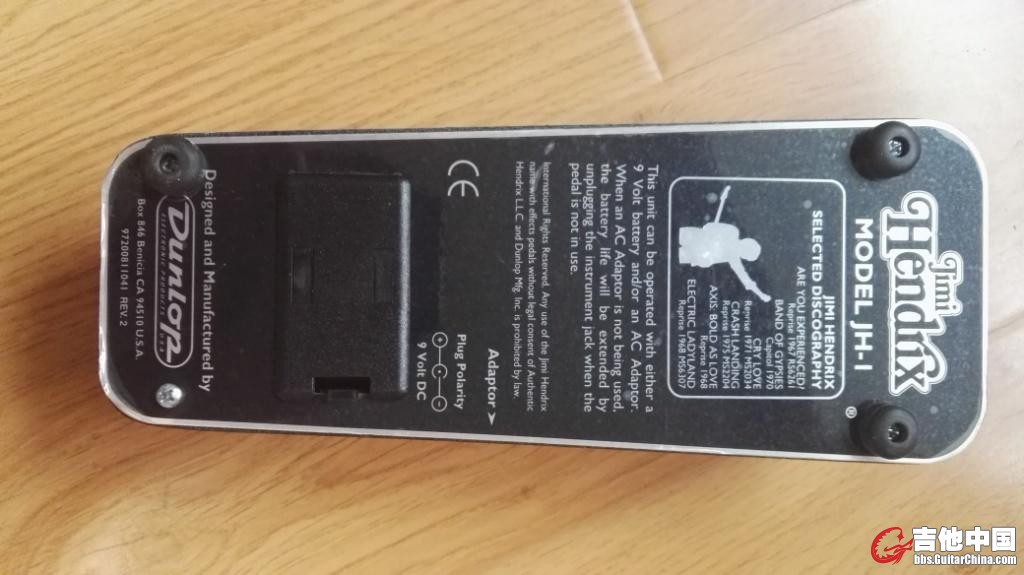 Jimi
Hendrix
®
MODEL JH-1
JIMI HENDRIX
SELECTED DISCOGRAPHY
ARE YOU EXPERIENCED?
Reprise 1967 RS6261
BAND OF GYPSIES
Capitol 1970
CRY LOVE
Reprise 1971 MS2034
CRASH LANDING
Reprise 1975 MS2204
AXIS: BOLD AS LOVE
Reprise 1968
ELECTRIC LADYLAND
Reprise 1968 RS6307
This unit can be operated with either a
9 Volt battery and/or an AC Adaptor.
When an AC Adaptor is not being used,
the battery life will be extended by
unplugging the instrument jack when the
pedal is not in use.
International Rights Reserved. Any use of the Jimi Hendrix
name with effects pedals without legal consent of Authentic
Hendrix LLC and Dunlop Mfg. Inc. is prohibited by law.
CE
Adaptor >
Plug Polarity
9 Volt DC
Designed and Manufactured by
Dunlop
ELECTRONIC PRODUCTS
Box 846 Benicia CA 94510 U.S.A.
97200811041 REV. 2
吉他中国
bbs.GuitarChina.com